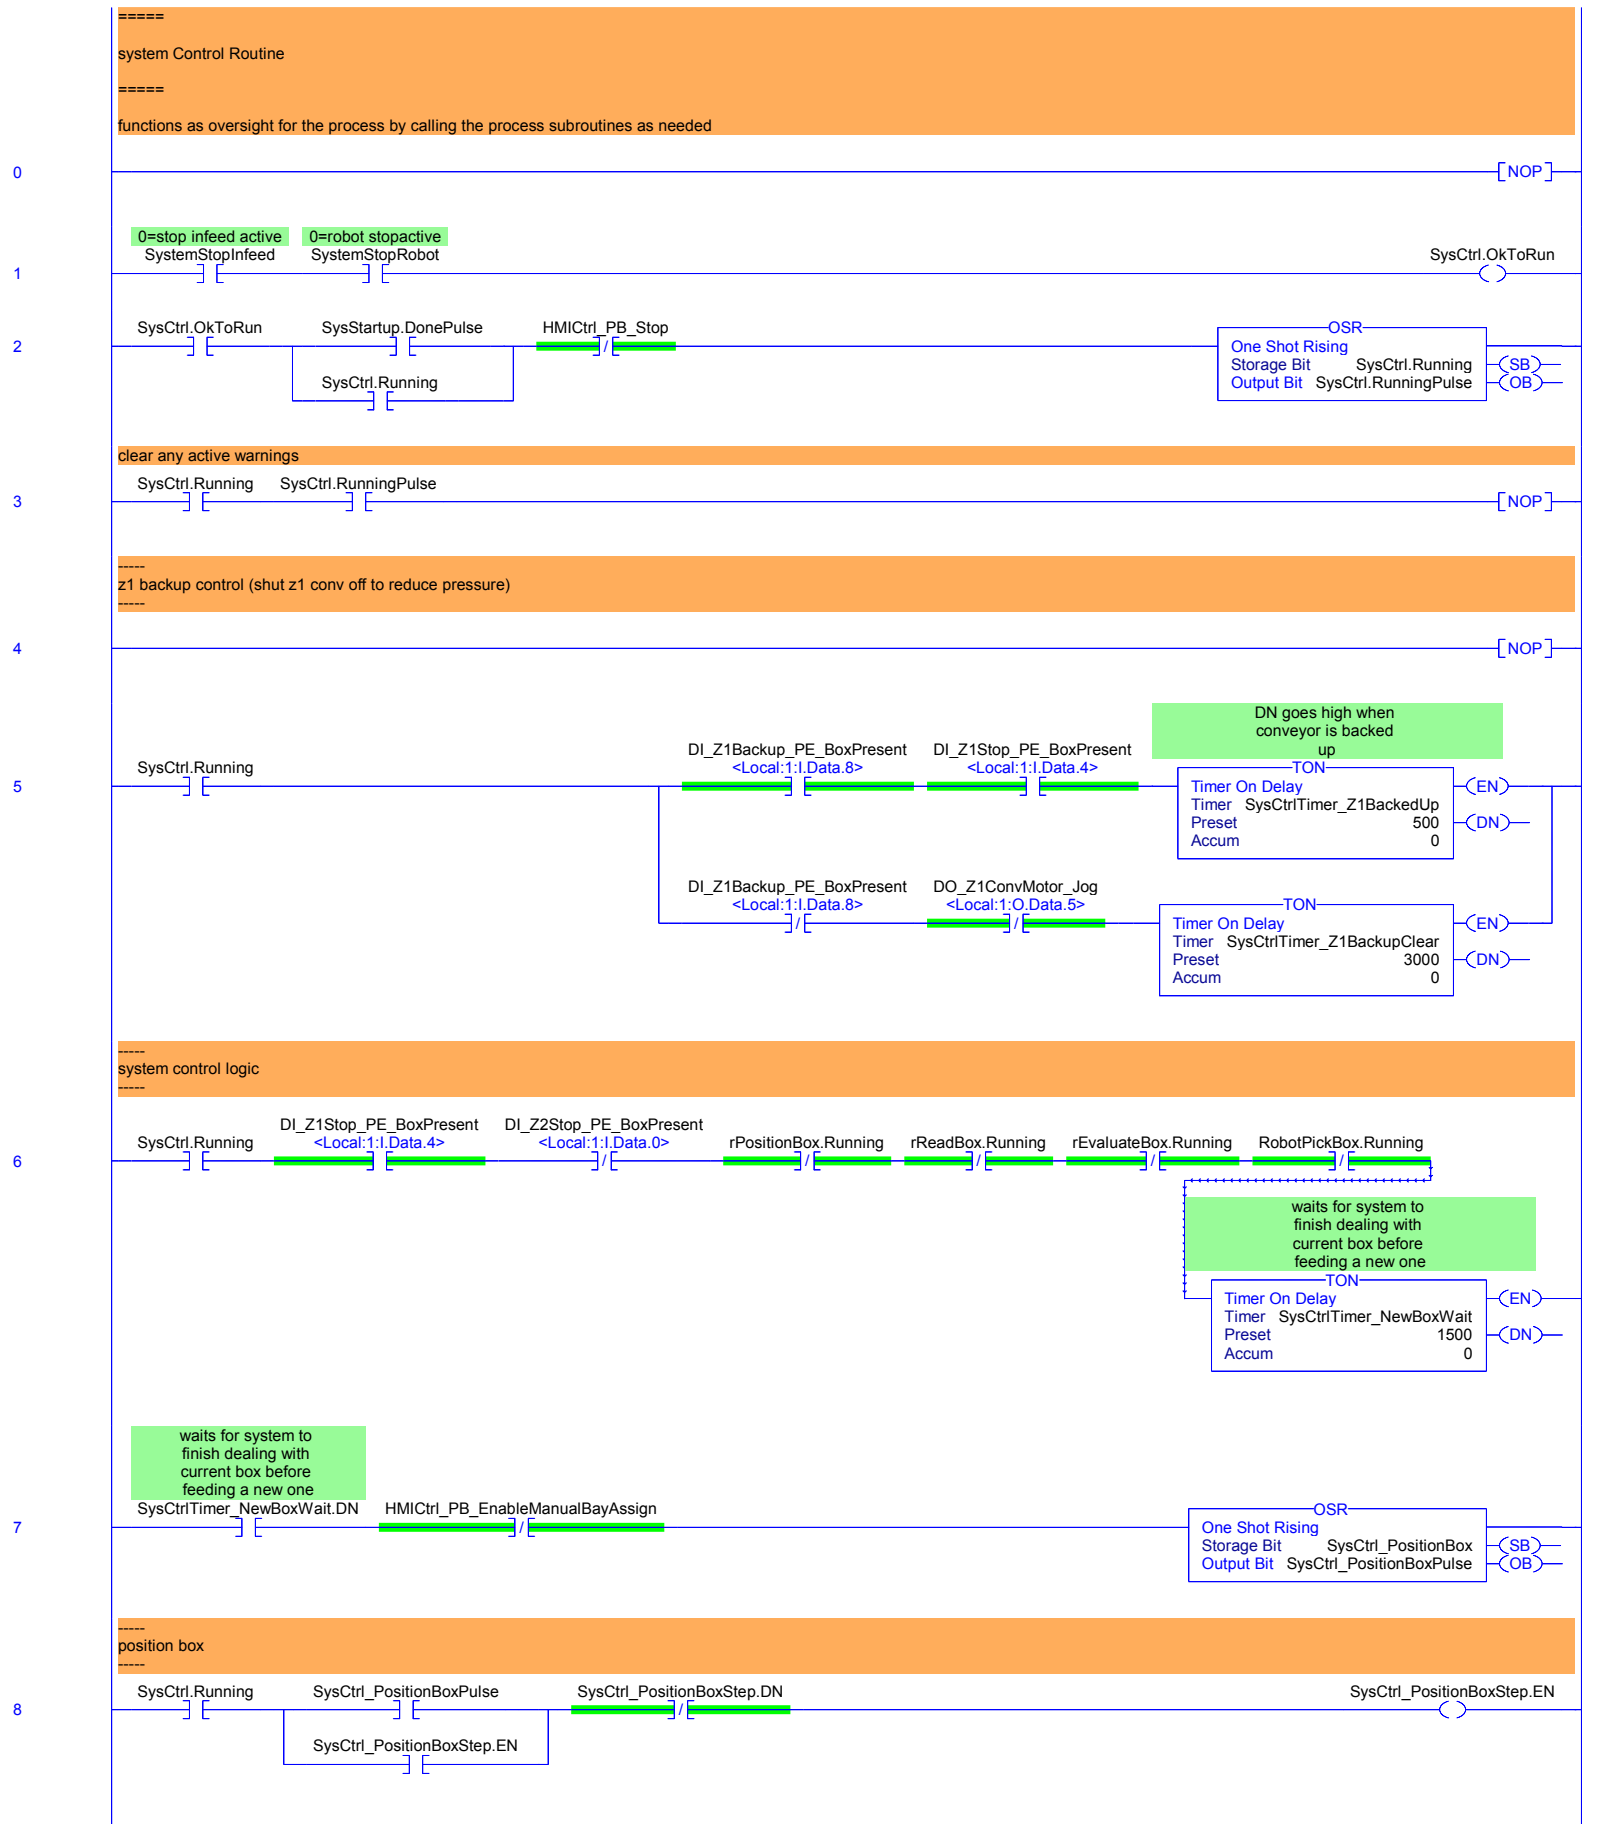 =====
system Control Routine
=====
functions as oversight for the process by calling the process subroutines as needed
0
NOP
0=stop infeed active
SystemStopInfeed
0=robot stopactive
SystemStopRobot
SysCtrl.OkToRun
1
SysCtrl.OkToRun
SysStartup.DonePulse
HMICtrl_PB_Stop
2
SysCtrl.Running
OSR
One Shot Rising
Storage Bit SysCtrl.Running
Output Bit SysCtrl.RunningPulse
SB
OB
clear any active warnings
SysCtrl.Running
SysCtrl.RunningPulse
3
NOP
-----
z1 backup control (shut z1 conv off to reduce pressure)
-----
4
NOP
SysCtrl.Running
5
DI_Z1Backup_PE_BoxPresent
<Local:1:I.Data.8>
DI_Z1Stop_PE_BoxPresent
<Local:1:I.Data.4>
DN goes high when
conveyor is backed
up
TON
Timer On Delay
Timer SysCtrlTimer_Z1BackedUp
Preset 500
Accum 0
EN
DN
DI_Z1Backup_PE_BoxPresent
<Local:1:I.Data.8>
DO_Z1ConvMotor_Jog
<Local:1:O.Data.5>
TON
Timer On Delay
Timer SysCtrlTimer_Z1BackupClear
Preset 3000
Accum 0
EN
DN
-----
system control logic
-----
SysCtrl.Running
DI_Z1Stop_PE_BoxPresent
<Local:1:I.Data.4>
DI_Z2Stop_PE_BoxPresent
<Local:1:I.Data.0>
rPositionBox.Running
rReadBox.Running
rEvaluateBox.Running
RobotPickBox.Running
6
waits for system to
finish dealing with
current box before
feeding a new one
TON
Timer On Delay
Timer SysCtrlTimer_NewBoxWait
Preset 1500
Accum 0
EN
DN
waits for system to
finish dealing with
current box before
feeding a new one
SysCtrlTimer_NewBoxWait.DN
HMICtrl_PB_EnableManualBayAssign
7
OSR
One Shot Rising
Storage Bit SysCtrl_PositionBox
Output Bit SysCtrl_PositionBoxPulse
SB
OB
-----
position box
-----
SysCtrl.Running
SysCtrl_PositionBoxPulse
SysCtrl_PositionBoxStep.DN
SysCtrl_PositionBoxStep.EN
8
SysCtrl_PositionBoxStep.EN